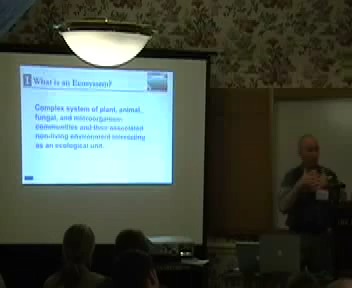 What is an Ecosystem?
Complex system of plant, animal,
fungal, and microorganism
communities and their associated
non-living environment interacting
as an ecological unit.